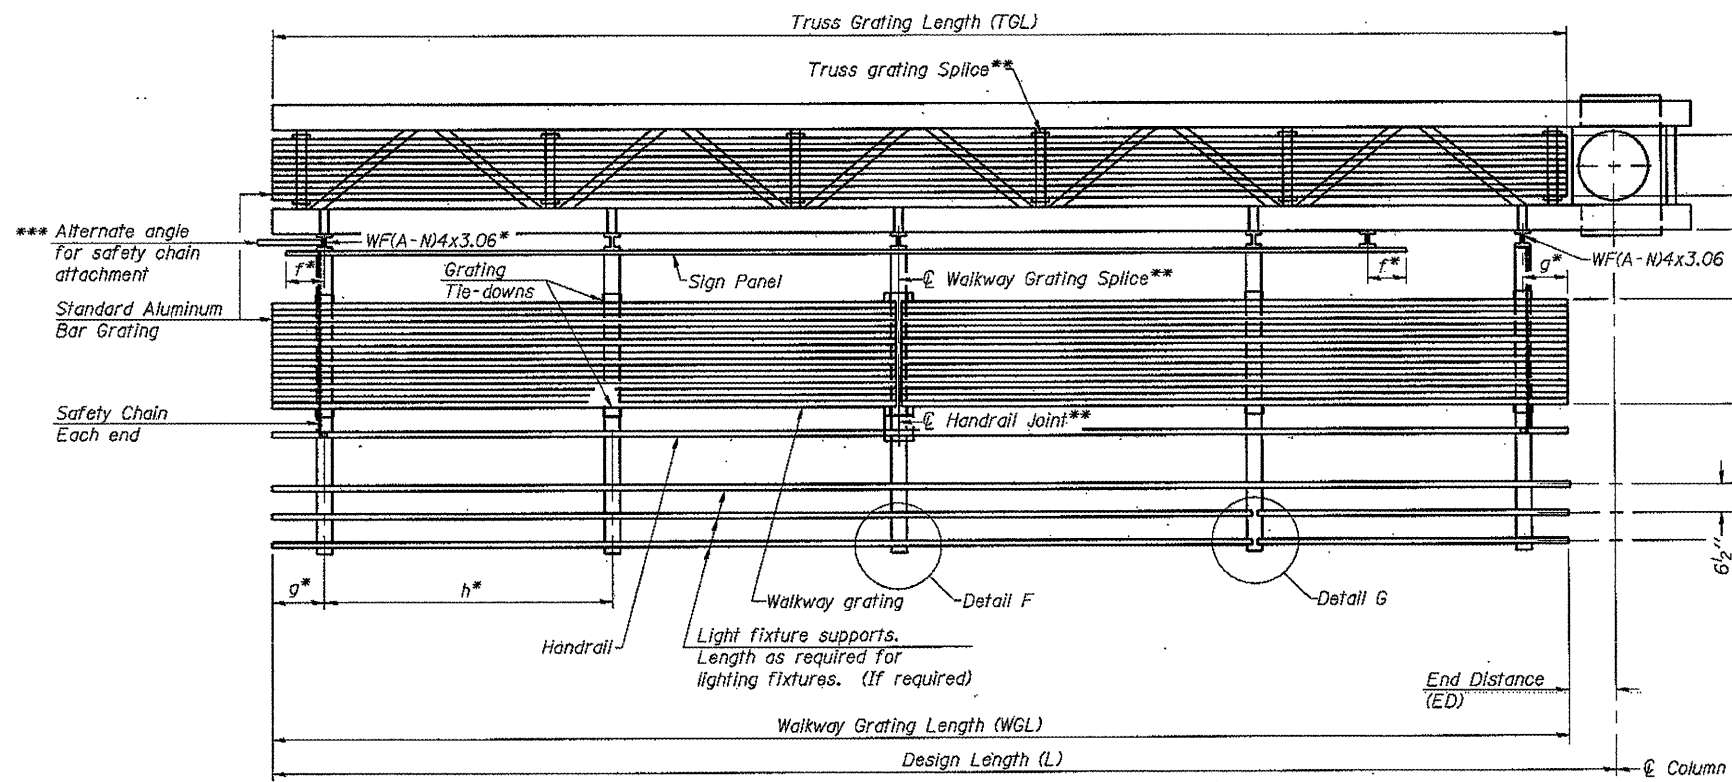 Truss Grating Length (TGL)
Truss grating Splice**
*** Alternate angle
for safety chain
attachment
WF(A-N)4x3.06*
f*
Grating
Tie-downs
Sign Panel
℄ Walkway Grating Splice**
f*
g*
WF(A-N)4x3.06
Standard Aluminum
Bar Grating
Safety Chain
Each end
℄ Handrail Joint**
6½"
g*
h*
Walkway grating
Detail F
Detail G
Handrail
Light fixture supports.
Length as required for
lighting fixtures. (If required)
End Distance
(ED)
Walkway Grating Length (WGL)
Design Length (L)
℄ Column